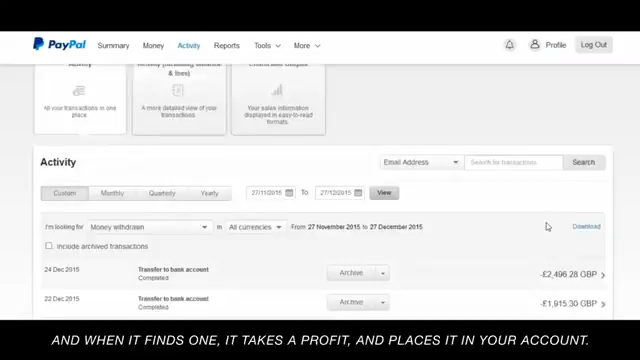 PayPal Summary Money Activity Reports Tools More Profile Log Out
Activity
All your transactions in one place
& fees)
A more detailed view of your transactions.
Your sales information displayed in easy-to-read formats.
Activity
Email Address Search for transactions Search
Custom Monthly Quarterly Yearly 27/11/2015 To 27/12/2015 View
I'm looking for Money withdrawn in All currencies From 27 November 2015 to 27 December 2015 Download
Include archived transactions
24 Dec 2015 Transfer to bank account Archive -£2,496.28 GBP
Completed
22 Dec 2015 Transfer to bank account Archive -£1,915.30 GBP
Completed
AND WHEN IT FINDS ONE, IT TAKES A PROFIT, AND PLACES IT IN YOUR ACCOUNT.